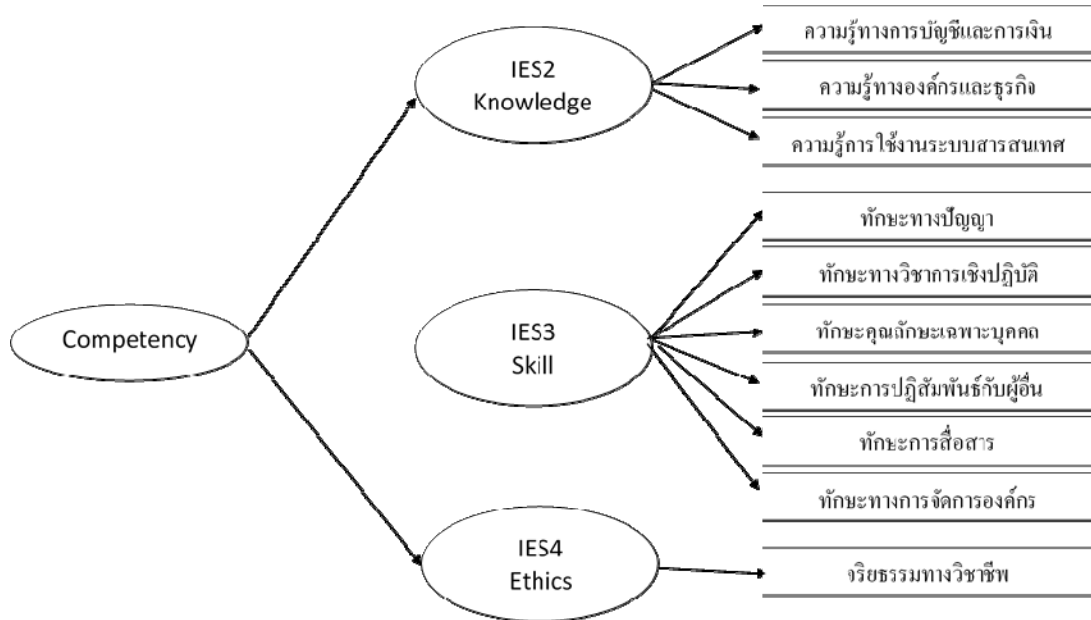 Competency
IES2
Knowledge
ความรู้ทางการบัญชีและการเงิน
ความรู้ทางองค์กรและธุรกิจ
ความรู้การใช้งานระบบสารสนเทศ
IES3
Skill
ทักษะทางปัญญา
ทักษะทางวิชาการเชิงปฏิบัติ
ทักษะคุณลักษะเฉพาะบุคคล
ทักษะการปฏิสัมพันธ์กับผู้อื่น
ทักษะการสื่อสาร
ทักษะทางการจัดการองค์กร
IES4
Ethics
จริยธรรมทางวิชาชีพ